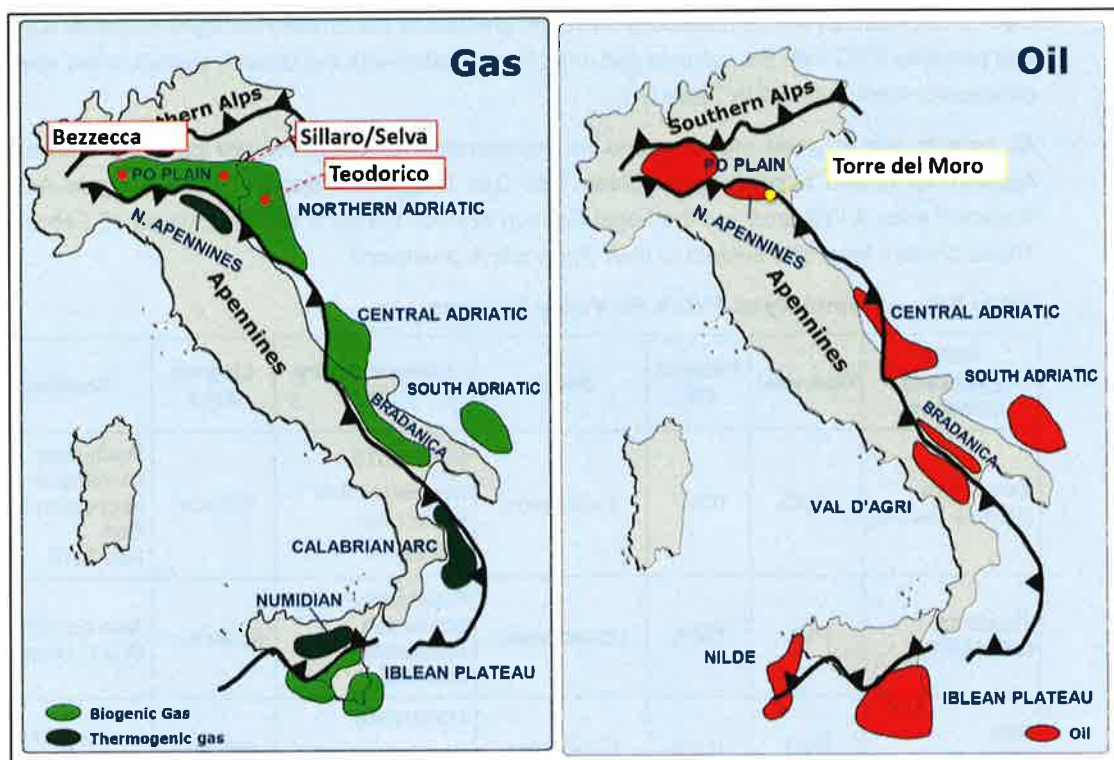 Gas
thern Alps
Bezzecca
Sillaro/Selva
PO PLAIN
Teodorico
NORTHERN ADRIATIC
N. APENNINES
Apennines
CENTRAL ADRIATIC
SOUTH ADRIATIC
BRADANICA
CALABRIAN ARC
NUMIDIAN
IBLEAN PLATEAU
Biogenic Gas
Thermogenic gas
Oil
Southern Alps
PO PLAIN
Torre del Moro
N. APENNINES
Apennines
CENTRAL ADRIATIC
SOUTH ADRIATIC
BRADANICA
VAL D'AGRI
NILDE
IBLEAN PLATEAU
Oil